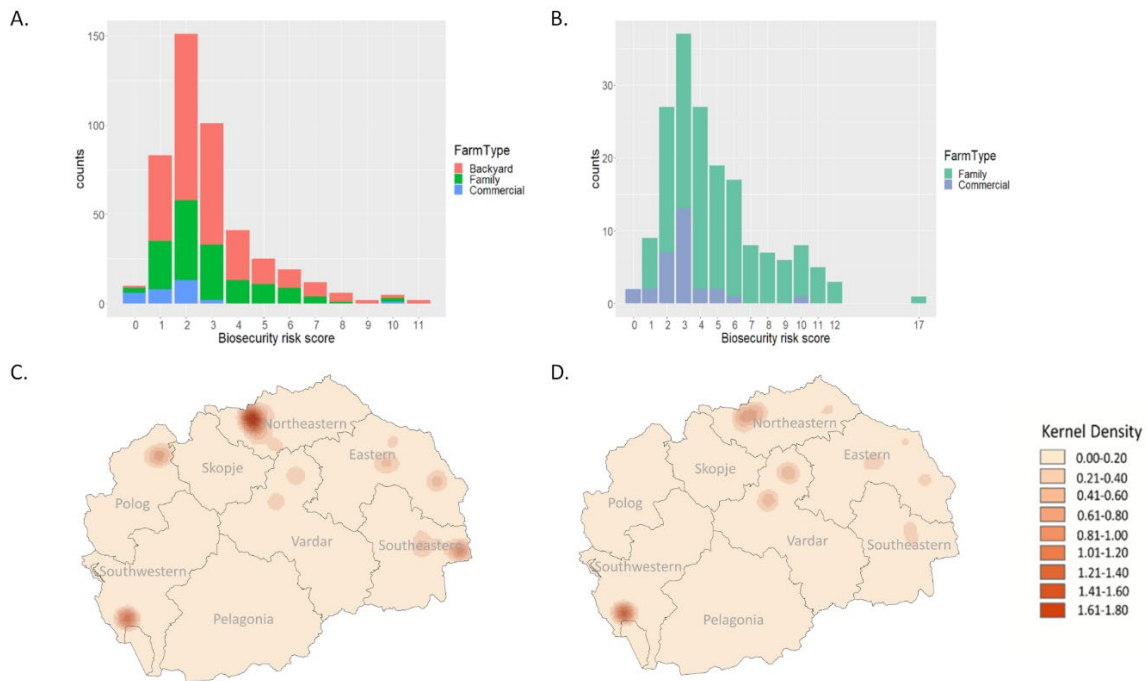 A.
150
100
50
0
counts
0 1 2 3 4 5 6 7 8 9 10 11
Biosecurity risk score
FarmType
Backyard
Family
Commercial
B.
30
20
10
0
counts
0 1 2 3 4 5 6 7 8 9 10 11 12 17
Biosecurity risk score
FarmType
Family
Commercial
C.
Northeastern
Skopje
Eastern
Polog
Vardar
Southeastern
Southwestern
Pelagonia
D.
Northeastern
Skopje
Eastern
Polog
Vardar
Southeastern
Southwestern
Pelagonia
Kernel Density
0.00-0.20
0.21-0.40
0.41-0.60
0.61-0.80
0.81-1.00
1.01-1.20
1.21-1.40
1.41-1.60
1.61-1.80